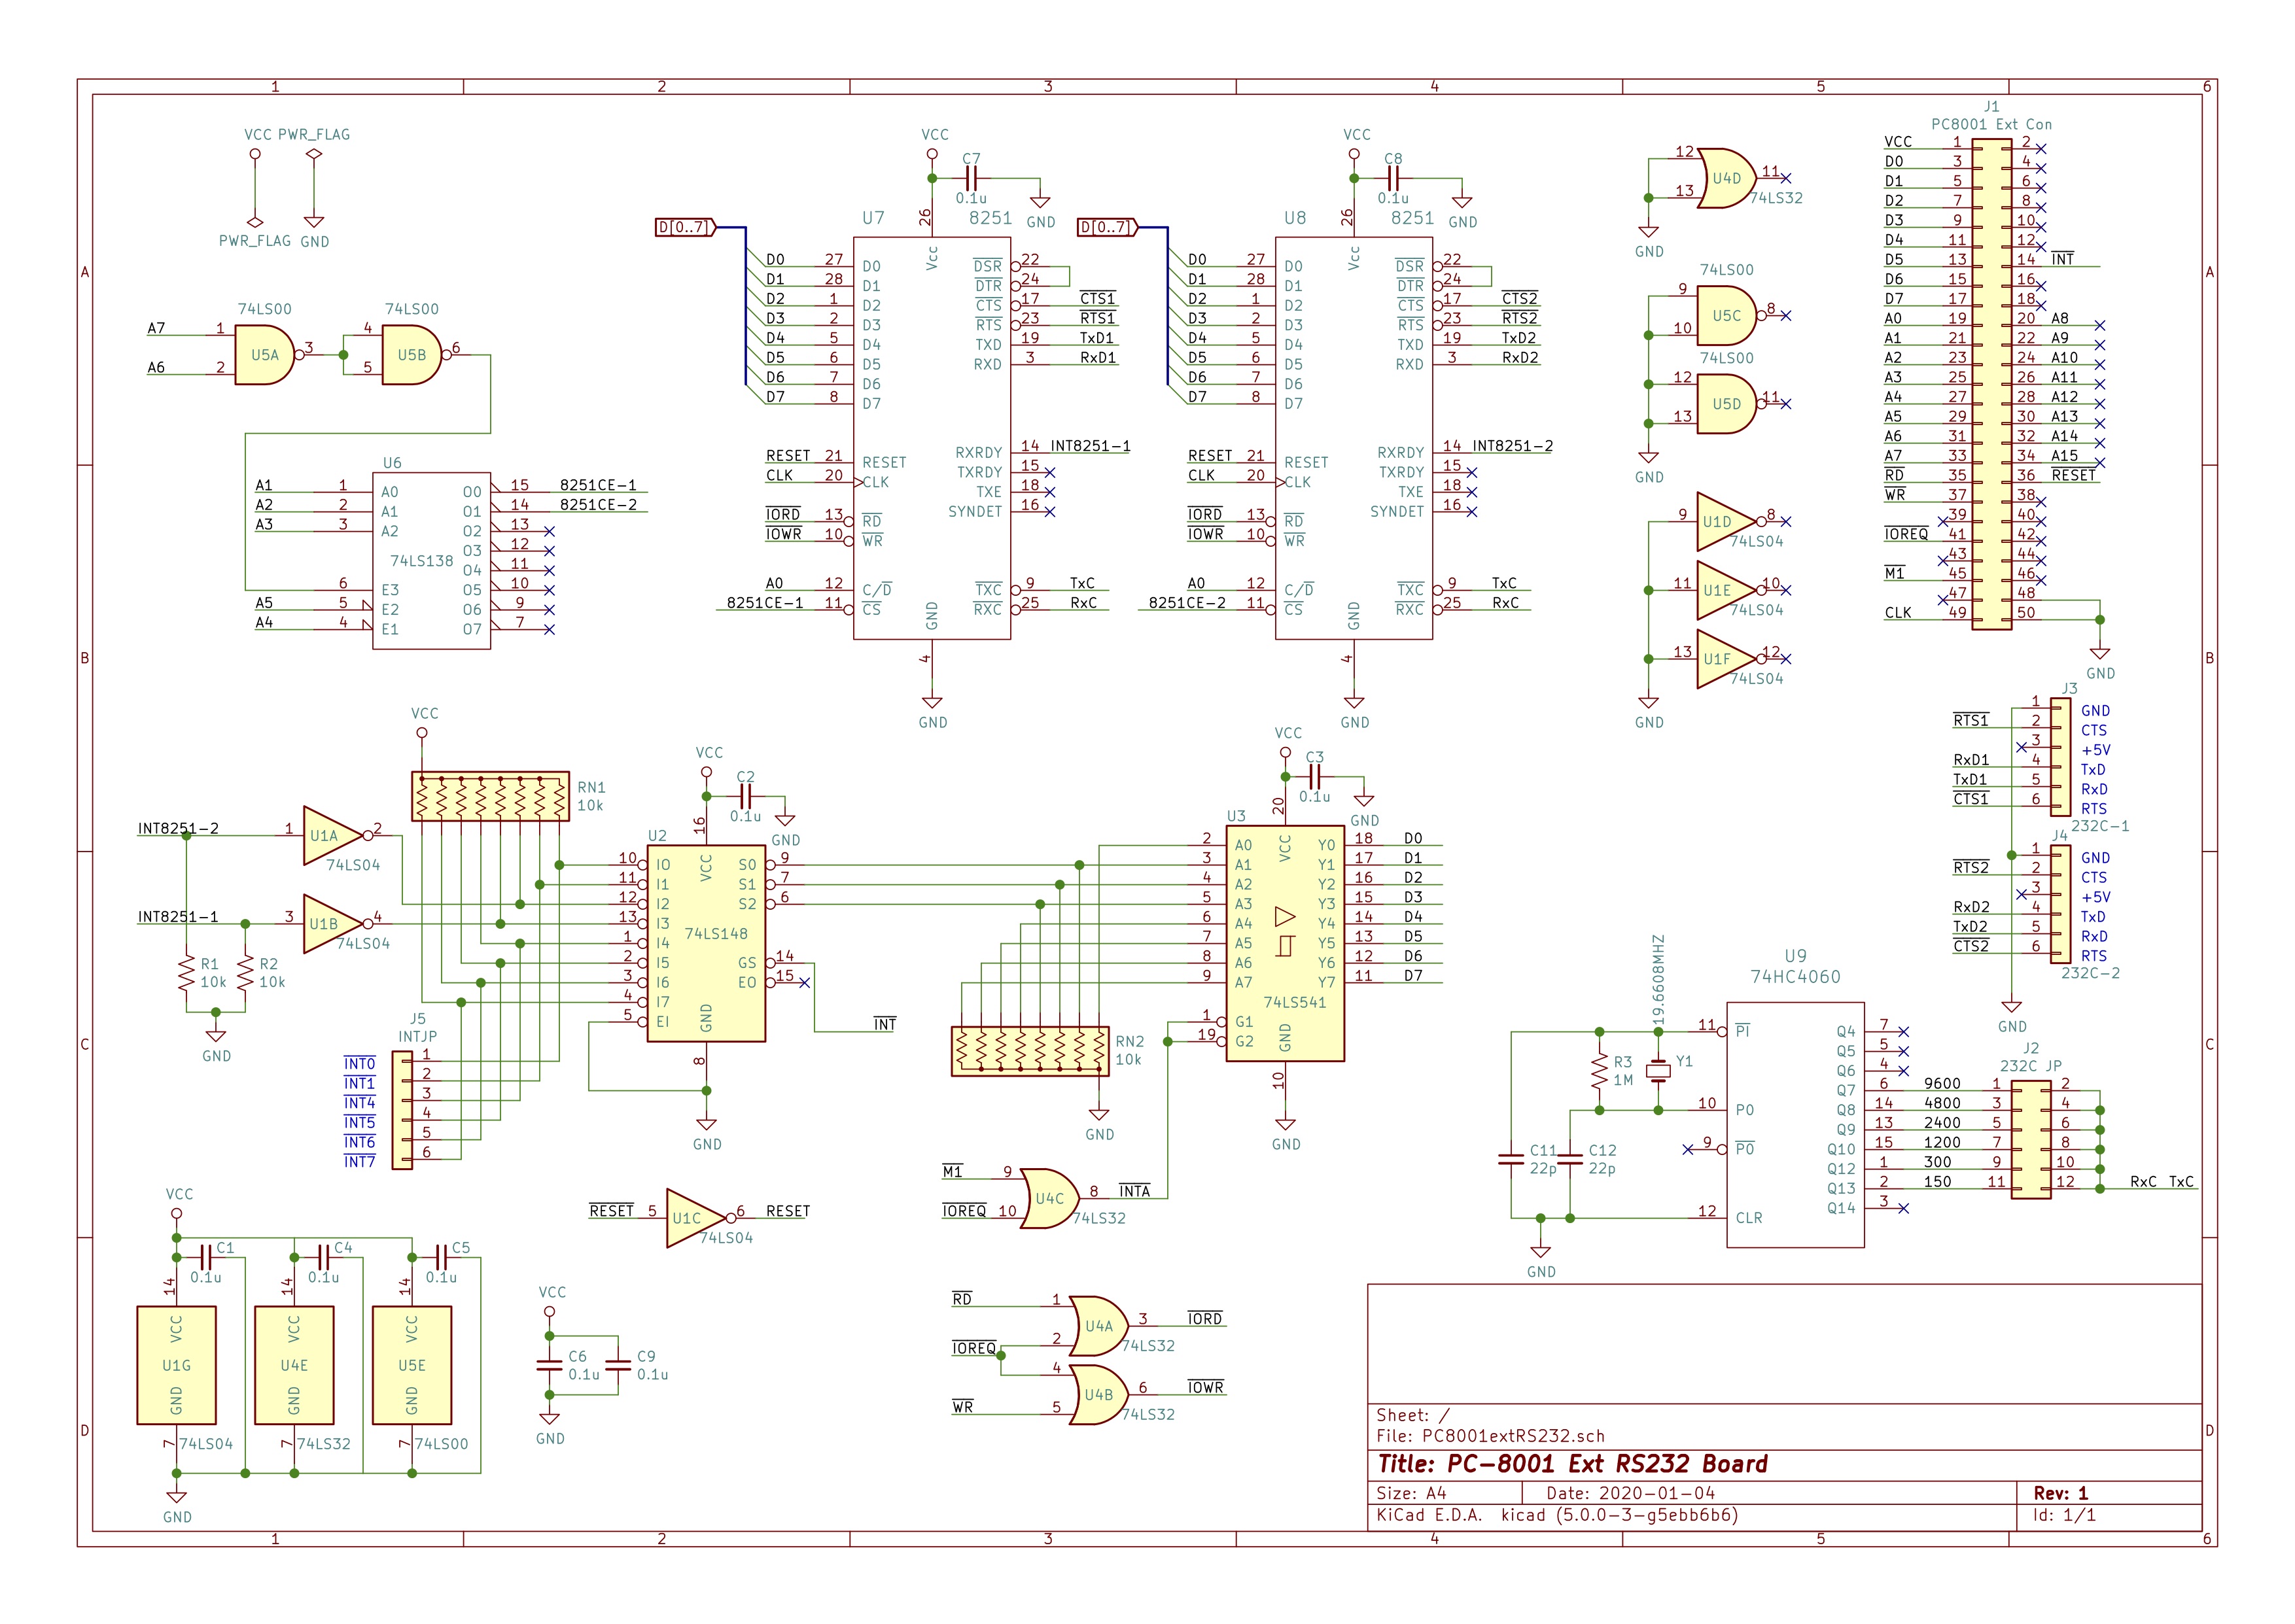 1 2 3 4 5 6
A
B
C
D
VCC PWR_FLAG
PWR_FLAG GND
74LS00 74LS00
A7 1 3 4 6
U5A U5B
A6 2 5
U6
A1 1 A0 O0 15 8251CE-1
A2 2 A1 O1 14 8251CE-2
A3 3 A2 O2 13
O3 12
74LS138 O4 11
6 E3 O5 10
A5 5 E2 O6 9
A4 4 E1 O7 7
VCC
C7
0.1u
GND
U7 8251
D[0..7]
26
Vcc
D0 27 D0 DSR 22
D1 28 D1 DTR 24
D2 1 D2 CTS 17 CTS1
D3 2 D3 RTS 23 RTS1
D4 5 D4 TXD 19 TxD1
D5 6 D5 RXD 3 RxD1
D6 7 D6
D7 8 D7
RXRDY 14 INT8251-1
RESET 21 RESET TXRDY 15
CLK 20 CLK TXE 18
SYNDET 16
IORD 13 RD
IOWR 10 WR
A0 12 C/D TXC 9 TxC
8251CE-1 11 CS RXC 25 RxC
GND
4
GND
VCC
C8
0.1u
GND
U8 8251
D[0..7]
26
Vcc
D0 27 D0 DSR 22
D1 28 D1 DTR 24
D2 1 D2 CTS 17 CTS2
D3 2 D3 RTS 23 RTS2
D4 5 D4 TXD 19 TxD2
D5 6 D5 RXD 3 RxD2
D6 7 D6
D7 8 D7
RXRDY 14 INT8251-2
RESET 21 RESET TXRDY 15
CLK 20 CLK TXE 18
SYNDET 16
IORD 13 RD
IOWR 10 WR
A0 12 C/D TXC 9 TxC
8251CE-2 11 CS RXC 25 RxC
GND
4
GND
12 U4D 11
13 74LS32
GND
74LS00
9 U5C 8
10
74LS00
12 U5D 11
13
GND
9 U1D 8
74LS04
11 U1E 10
74LS04
13 U1F 12
74LS04
GND
J1
PC8001 Ext Con
VCC 1 2
D0 3 4
D1 5 6
D2 7 8
D3 9 10
D4 11 12
D5 13 14 INT
D6 15 16
D7 17 18
A0 19 20 A8
A1 21 22 A9
A2 23 24 A10
A3 25 26 A11
A4 27 28 A12
A5 29 30 A13
A6 31 32 A14
A7 33 34 A15
RD 35 36 RESET
WR 37 38
39 40
IOREQ 41 42
43 44
M1 45 46
47 48
CLK 49 50
GND
J3
1 GND
RTS1 2 CTS
3 +5V
RxD1 4 TxD
TxD1 5 RxD
CTS1 6 RTS
232C-1
J4
1 GND
RTS2 2 CTS
3 +5V
RxD2 4 TxD
TxD2 5 RxD
CTS2 6 RTS
232C-2
GND
VCC
RN1
10k
INT8251-2 1 U1A 2
74LS04
INT8251-1 3 U1B 4
74LS04
R1
10k
R2
10k
GND
VCC
C2
0.1u
GND
U2
16
VCC
10 I0 S0 9
11 I1 S1 7
12 I2 S2 6
13 I3
74LS148
1 I4
2 I5 GS 14
3 I6 EO 15
4 I7
5 EI
GND
8
GND
INT
J5
INTJP
INT0 1
INT1 2
INT4 3
INT5 4
INT6 5
INT7 6
VCC
C3
0.1u
GND
U3
20
VCC
2 A0 Y0 18 D0
3 A1 Y1 17 D1
4 A2 Y2 16 D2
5 A3 Y3 15 D3
6 A4 Y4 14 D4
7 A5 Y5 13 D5
8 A6 Y6 12 D6
9 A7 Y7 11 D7
74LS541
1 G1
19 G2
GND
10
GND
RN2
10k
GND
M1 9 U4C 8 INTA
IOREQ 10 74LS32
RESET 5 U1C 6 RESET
74LS04
U9
74HC4060
19.6608MHZ
Y1
R3
1M
C11
22p
C12
22p
GND
11 PI Q4 7
Q5 5
Q6 4
Q7 6 9600
10 P0 Q8 14 4800
Q9 13 2400
9 P0 Q10 15 1200
Q12 1 300
Q13 2 150
Q14 3
12 CLR
J2
232C JP
1 2
3 4
5 6
7 8
9 10
11 12 RxC TxC
VCC
C1 C4 C5
0.1u 0.1u 0.1u
14 14 14
VCC VCC VCC
U1G U4E U5E
GND GND GND
7 74LS04 7 74LS32 7 74LS00
GND
VCC
C6 C9
0.1u 0.1u
GND
RD 1 U4A 3 IORD
IOREQ 2 74LS32
4 U4B 6 IOWR
WR 5 74LS32
Sheet: /
File: PC8001extRS232.sch
Title: PC-8001 Ext RS232 Board
Size: A4 Date: 2020-01-04 Rev: 1
KiCad E.D.A. kicad (5.0.0-3-g5ebb6b6) Id: 1/1
A
B
C
D
1 2 3 4 5 6